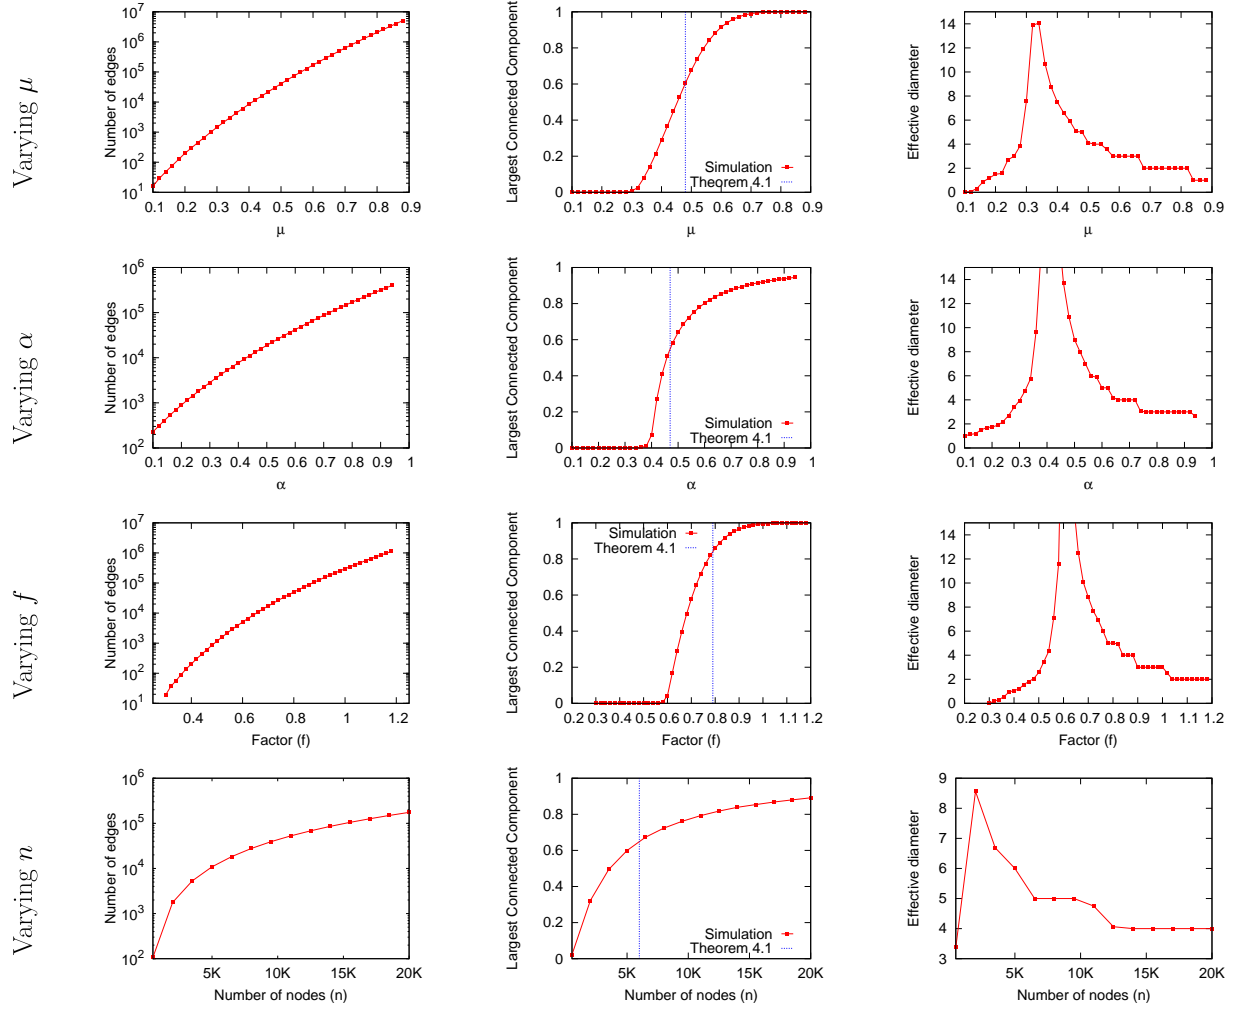 Varying μ
Number of edges
10^7
10^6
10^5
10^4
10^3
10^2
10^1
0.1 0.2 0.3 0.4 0.5 0.6 0.7 0.8 0.9
μ
Largest Connected Component
1
0.8
0.6
0.4
0.2
0
Simulation
Theorem 4.1
0.1 0.2 0.3 0.4 0.5 0.6 0.7 0.8 0.9
μ
Effective diameter
14
12
10
8
6
4
2
0
0.1 0.2 0.3 0.4 0.5 0.6 0.7 0.8 0.9
μ
Varying α
Number of edges
10^6
10^5
10^4
10^3
10^2
0.1 0.2 0.3 0.4 0.5 0.6 0.7 0.8 0.9 1
α
Largest Connected Component
1
0.8
0.6
0.4
0.2
0
Simulation
Theorem 4.1
0.1 0.2 0.3 0.4 0.5 0.6 0.7 0.8 0.9 1
α
Effective diameter
14
12
10
8
6
4
2
0
0.1 0.2 0.3 0.4 0.5 0.6 0.7 0.8 0.9 1
α
Varying f
Number of edges
10^7
10^6
10^5
10^4
10^3
10^2
10^1
0.4 0.6 0.8 1 1.2
Factor (f)
Largest Connected Component
1
0.8
0.6
0.4
0.2
0
Simulation
Theorem 4.1
0.2 0.3 0.4 0.5 0.6 0.7 0.8 0.9 1 1.1 1.2
Factor (f)
Effective diameter
14
12
10
8
6
4
2
0
0.2 0.3 0.4 0.5 0.6 0.7 0.8 0.9 1 1.1 1.2
Factor (f)
Varying n
Number of edges
10^6
10^5
10^4
10^3
10^2
5K 10K 15K 20K
Number of nodes (n)
Largest Connected Component
1
0.8
0.6
0.4
0.2
0
Simulation
Theorem 4.1
5K 10K 15K 20K
Number of nodes (n)
Effective diameter
9
8
7
6
5
4
3
5K 10K 15K 20K
Number of nodes (n)